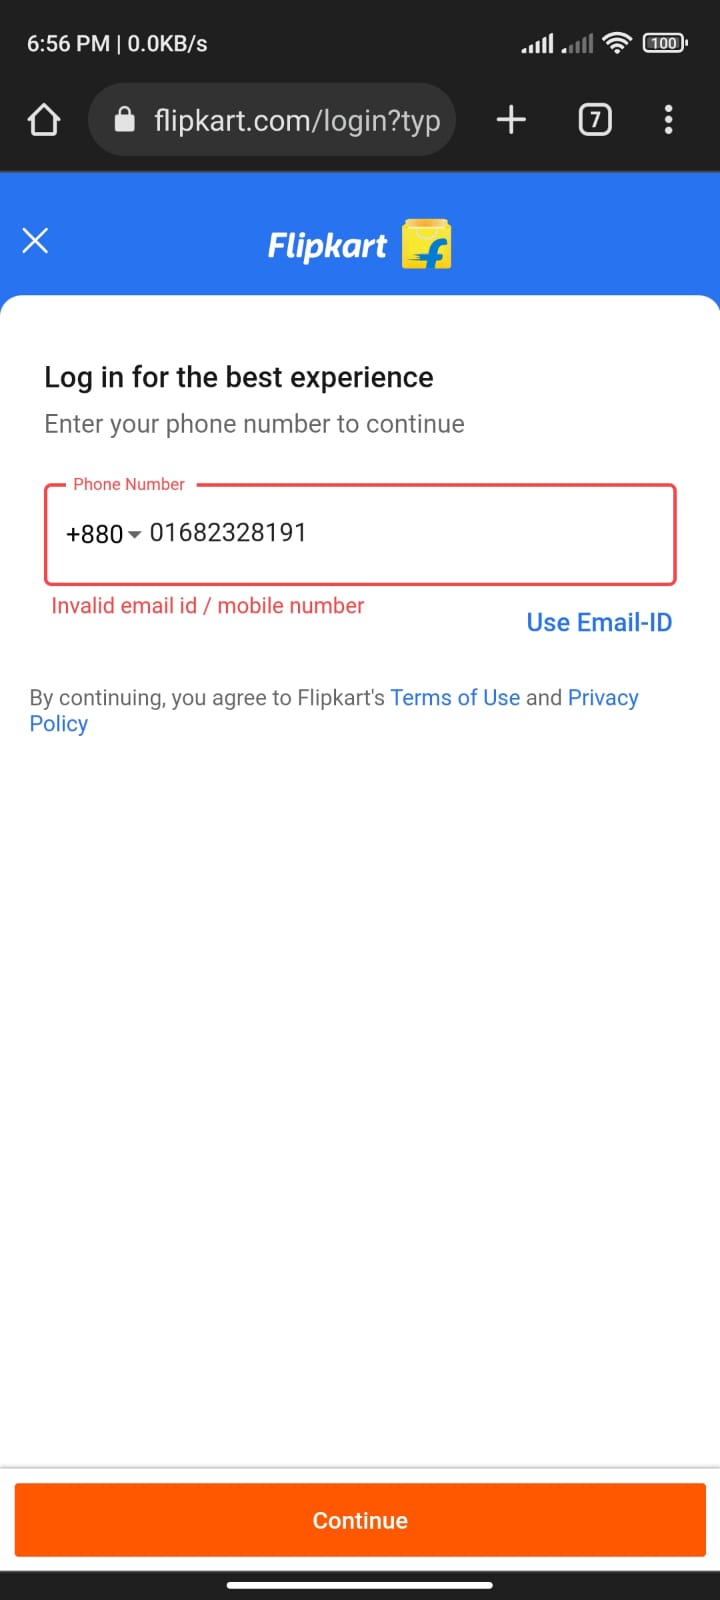 6:56 PM | 0.0KB/s
100
flipkart.com/login?typ
7
Flipkart
f
Log in for the best experience
Enter your phone number to continue
Phone Number
+880 01682328191
Invalid email id / mobile number
Use Email-ID
By continuing, you agree to Flipkart's Terms of Use and Privacy
Policy
Continue